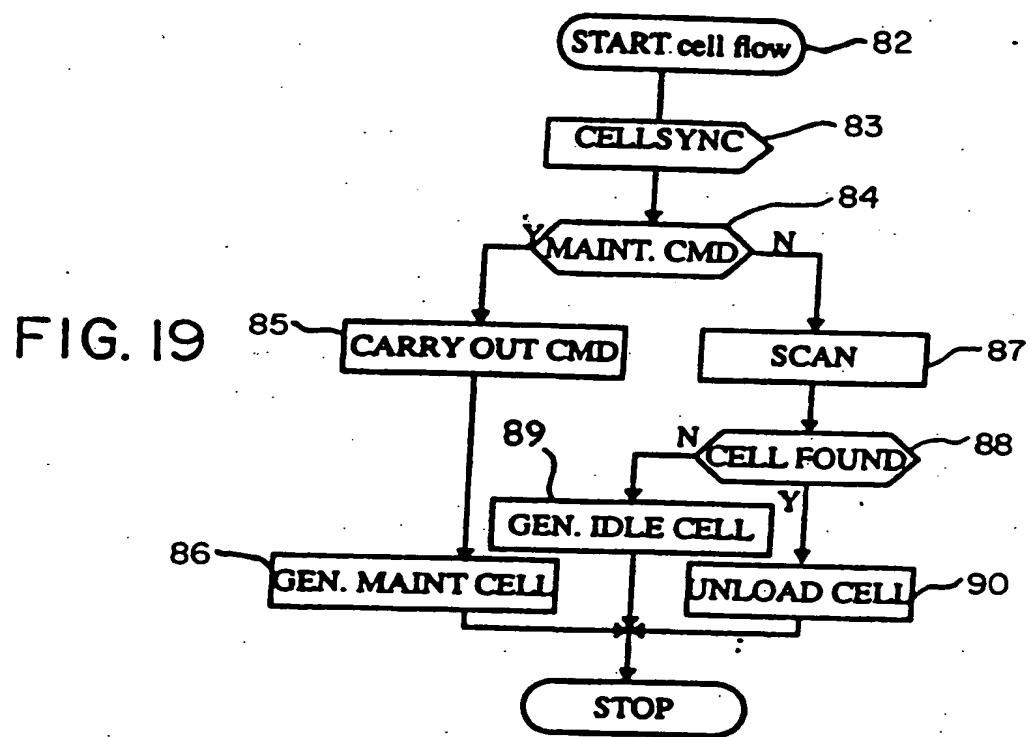 START cell flow
82
CELLSYNC
83
84
Y
MAINT. CMD
N
FIG. 19
85
CARRY OUT CMD
SCAN
87
89
N
CELL FOUND
88
Y
GEN. IDLE CELL
86
GEN. MAINT CELL
UNLOAD CELL
90
STOP